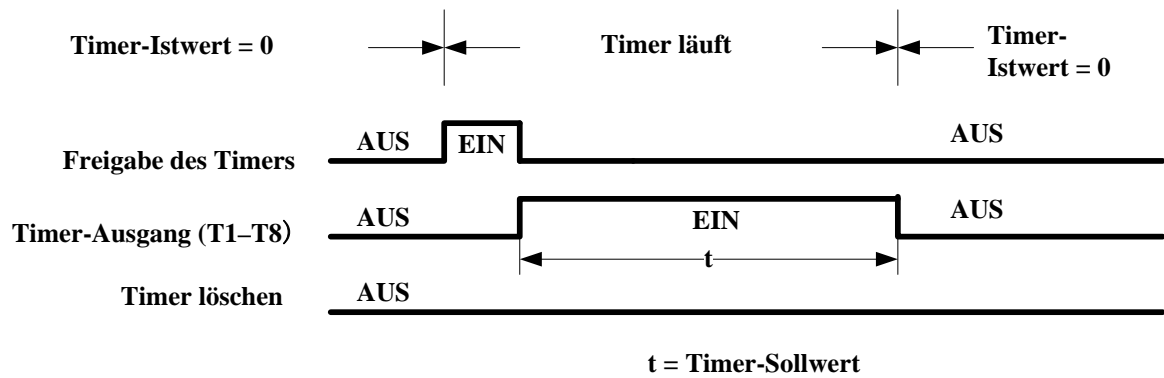 Timer-Istwert = 0
Timer läuft
Timer-
Istwert = 0
AUS
EIN
AUS
Freigabe des Timers
AUS
EIN
AUS
Timer-Ausgang (T1–T8)
t
Timer löschen
AUS
t = Timer-Sollwert